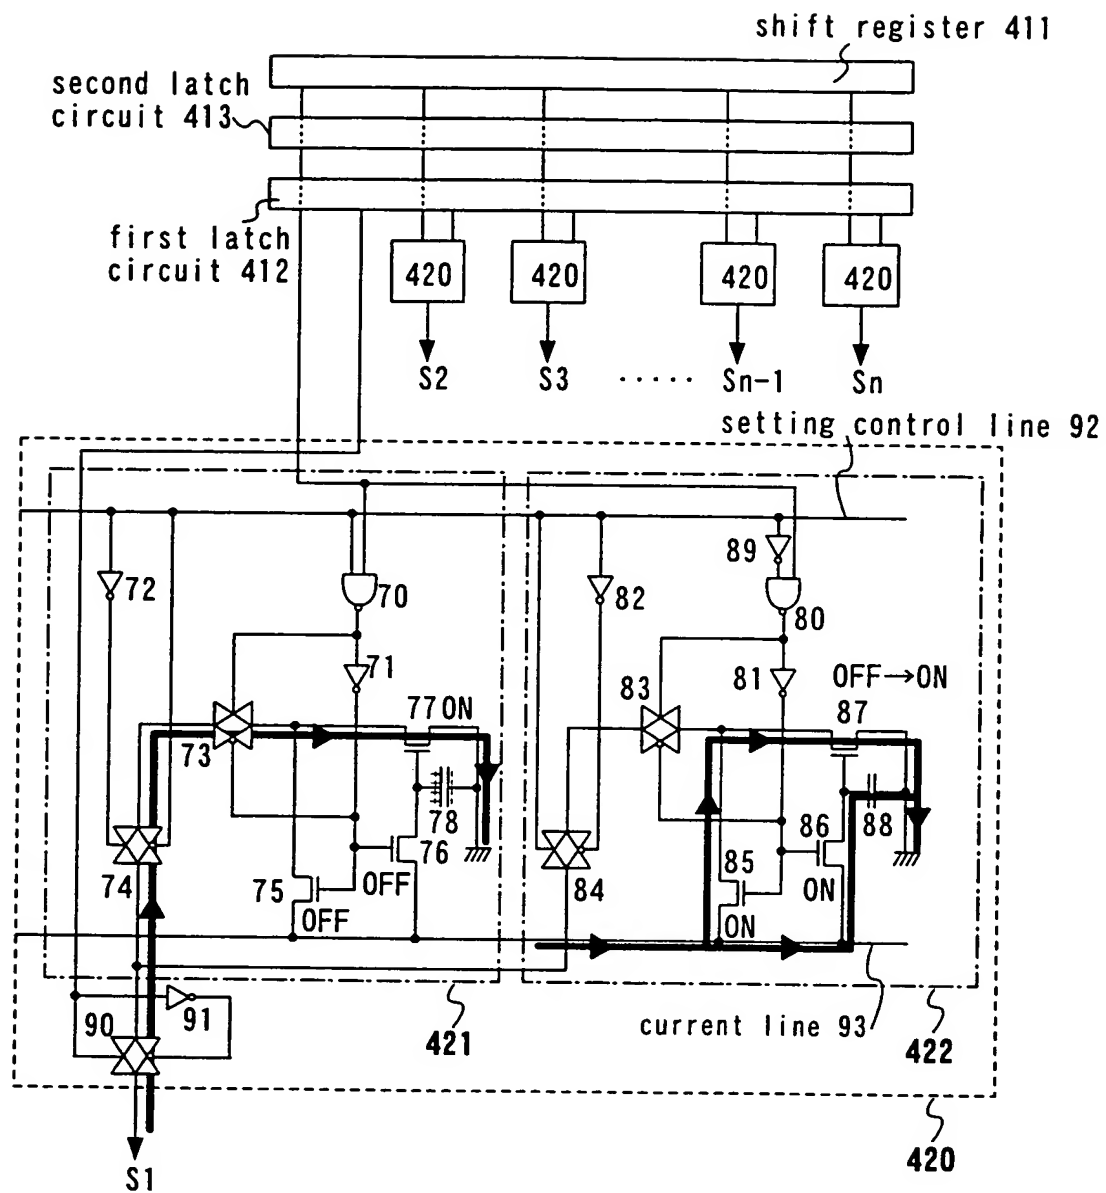 shift register 411
second latch
circuit 413
first latch
circuit 412
420
420
420
420
S2
S3
.....
Sn-1
Sn
setting control line 92
72
70
71
77 ON
73
78
76
74
75
OFF
OFF
89
82
80
81
OFF→ON
83
87
86
88
85
84
ON
ON
90
91
421
current line 93
422
420
S1